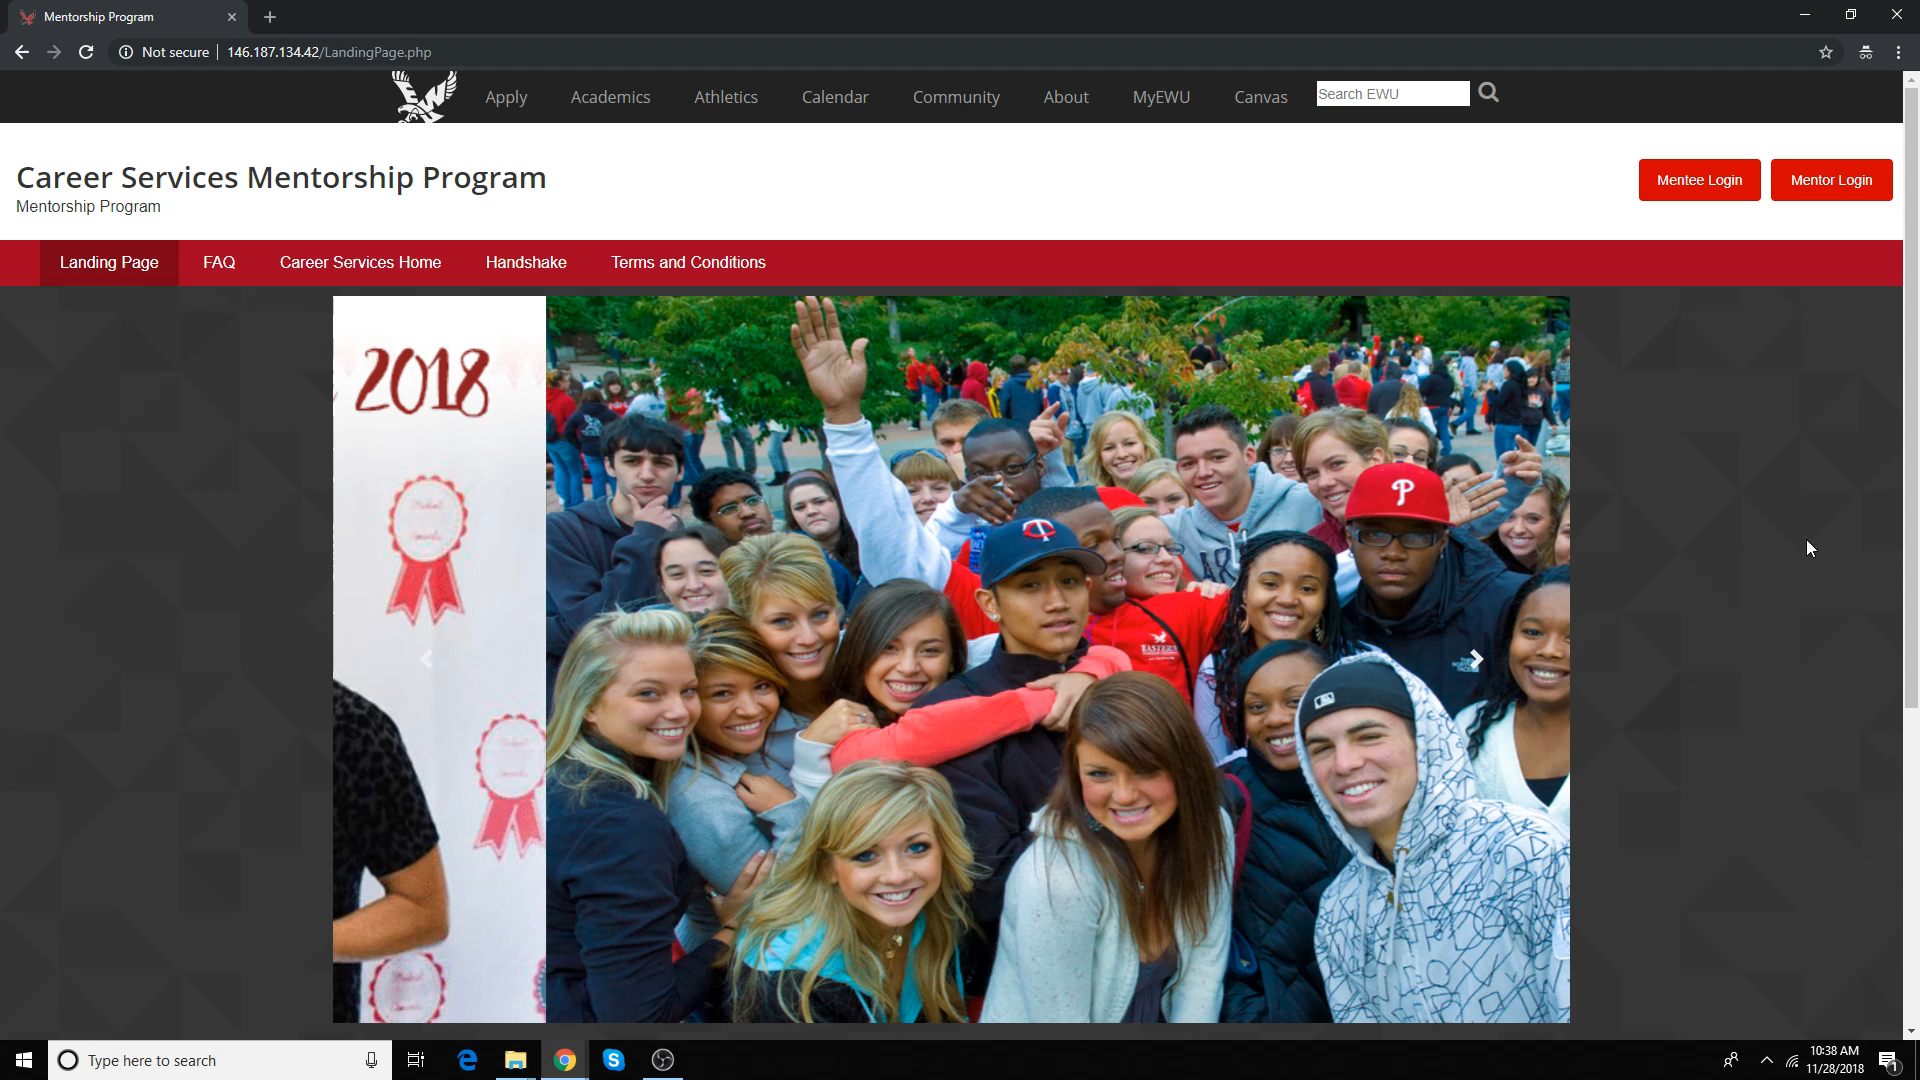 Mentorship Program
Not secure
146.187.134.42/LandingPage.php
Apply
Academics
Athletics
Calendar
Community
About
MyEWU
Canvas
Search EWU
Career Services Mentorship Program
Mentorship Program
Mentee Login
Mentor Login
Landing Page
FAQ
Career Services Home
Handshake
Terms and Conditions
2018
P
EASTERN
Type here to search
10:38 AM
11/28/2018
1